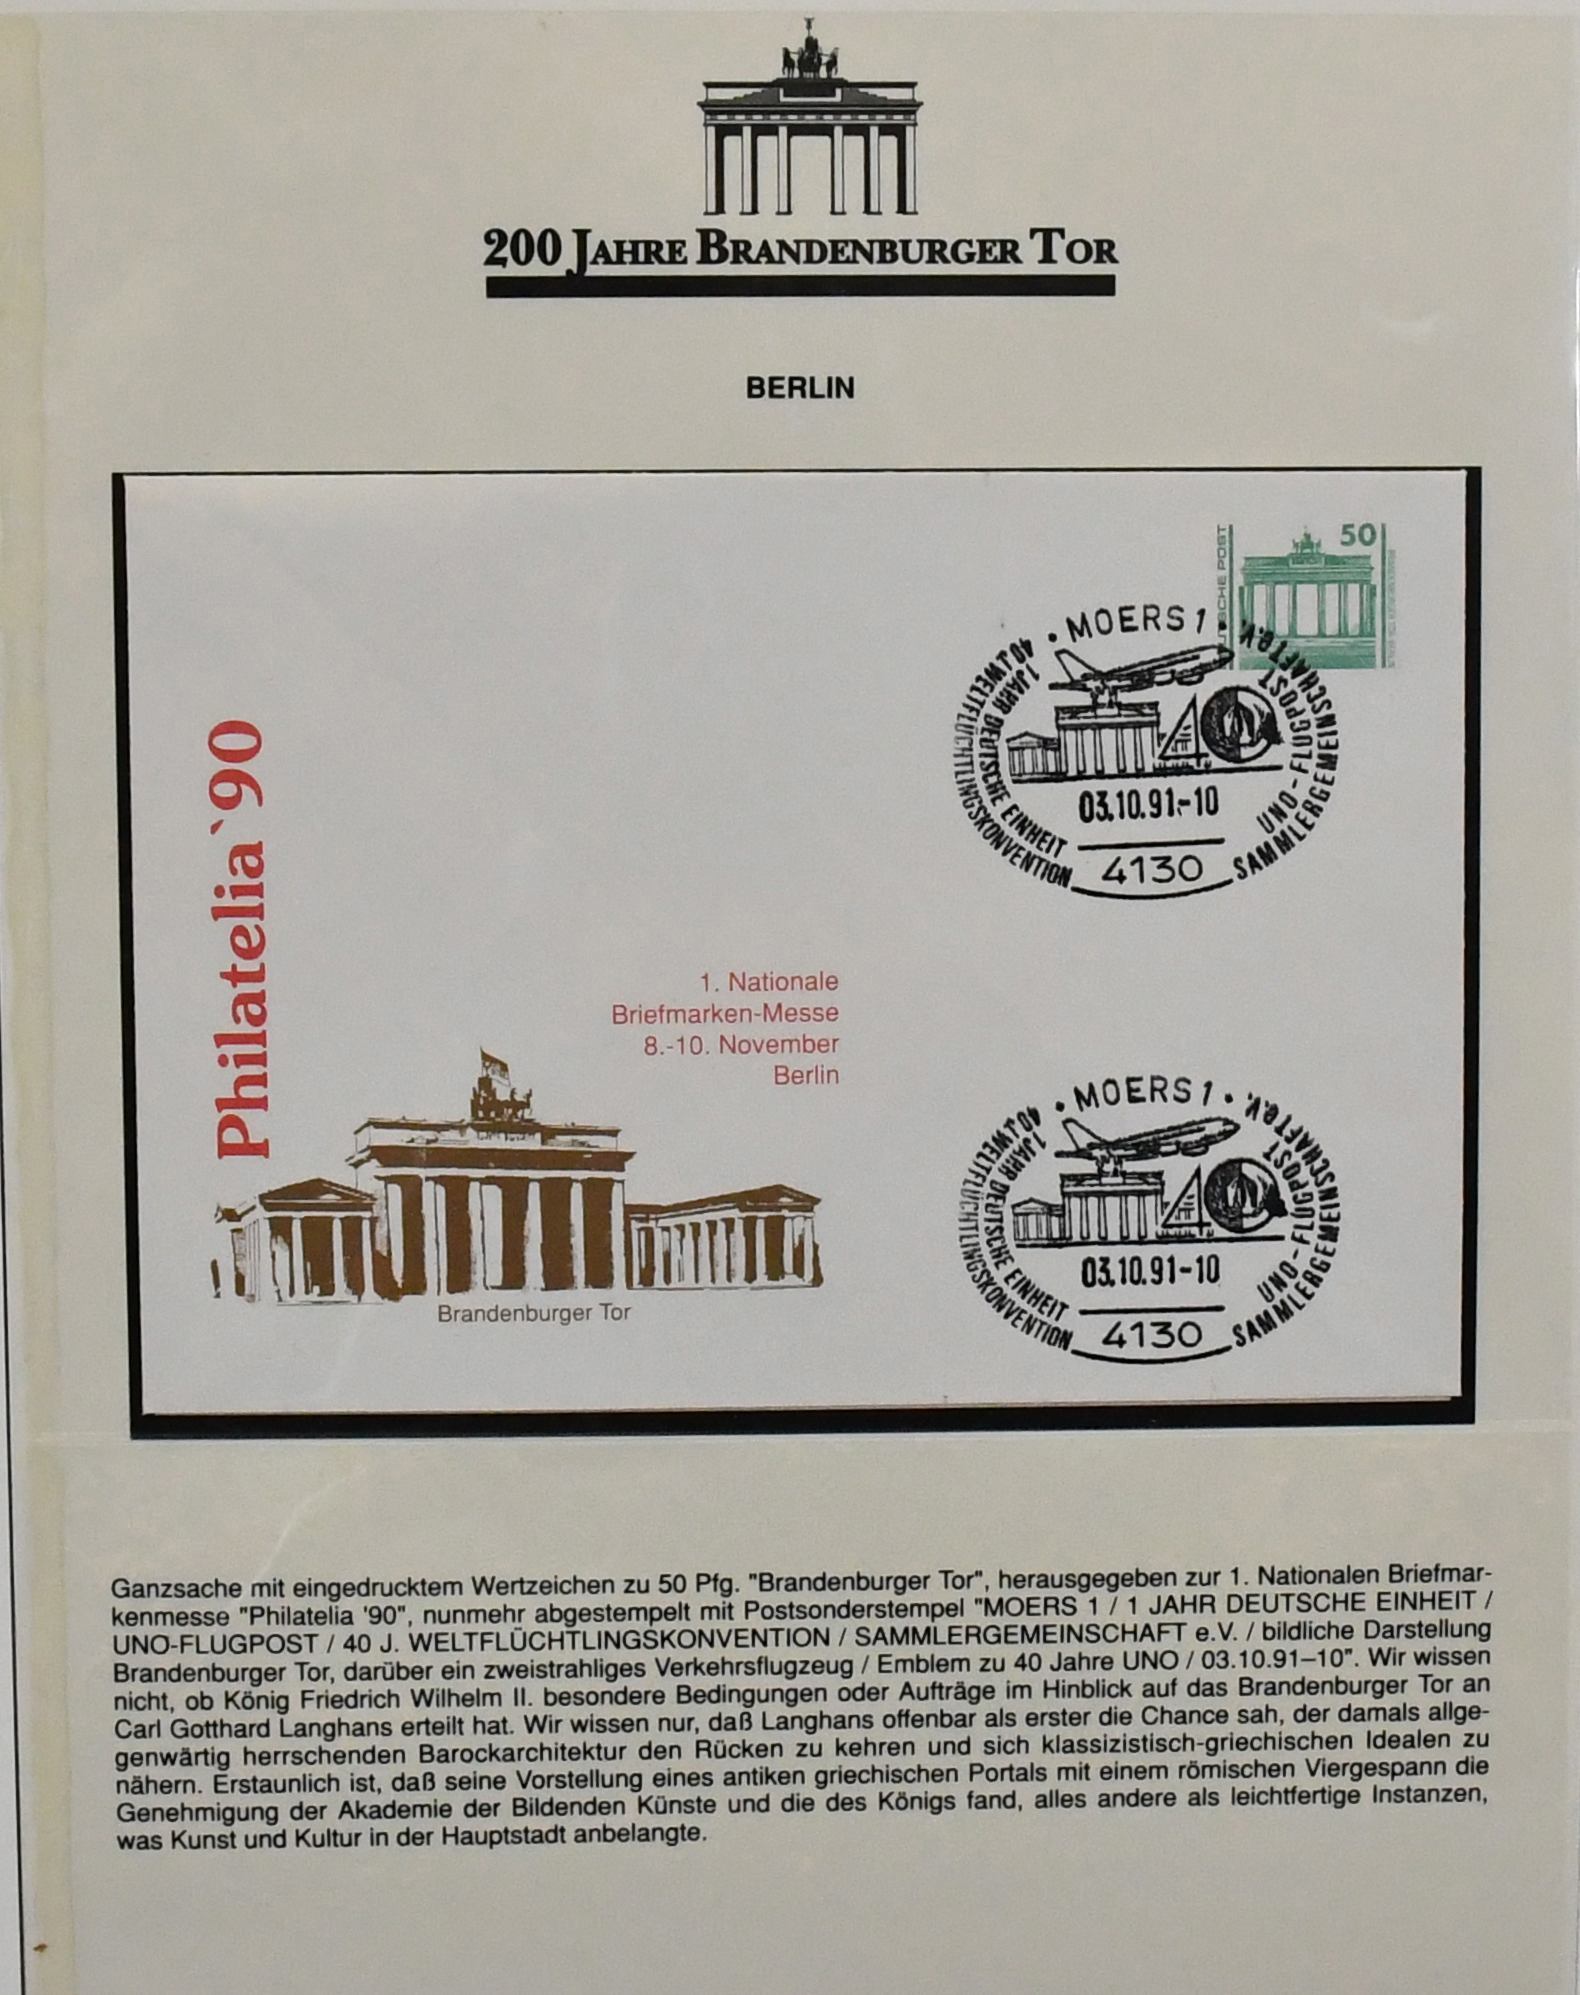 200 JAHRE BRANDENBURGER TOR
BERLIN
50
MOERS 1
40 J. WELTFLÜCHTLINGSKONVENTION
1 JAHR DEUTSCHE EINHEIT
UNO-FLUGPOST
SAMMLERGEMEINSCHAFT e.V.
03.10.91-10
4130
Philatelia`90
1. Nationale
Briefmarken-Messe
8.-10. November
Berlin
Brandenburger Tor
MOERS 1
40 J. WELTFLÜCHTLINGSKONVENTION
1 JAHR DEUTSCHE EINHEIT
UNO-FLUGPOST
SAMMLERGEMEINSCHAFT e.V.
03.10.91-10
4130
Ganzsache mit eingedrucktem Wertzeichen zu 50 Pfg. "Brandenburger Tor", herausgegeben zur 1. Nationalen Briefmar-
kenmesse "Philatelia '90", nunmehr abgestempelt mit Postsonderstempel "MOERS 1 / 1 JAHR DEUTSCHE EINHEIT /
UNO-FLUGPOST / 40 J. WELTFLÜCHTLINGSKONVENTION / SAMMLERGEMEINSCHAFT e.V. / bildliche Darstellung
Brandenburger Tor, darüber ein zweistrahliges Verkehrsflugzeug / Emblem zu 40 Jahre UNO / 03.10.91–10". Wir wissen
nicht, ob König Friedrich Wilhelm II. besondere Bedingungen oder Aufträge im Hinblick auf das Brandenburger Tor an
Carl Gotthard Langhans erteilt hat. Wir wissen nur, daß Langhans offenbar als erster die Chance sah, der damals allge-
genwärtig herrschenden Barockarchitektur den Rücken zu kehren und sich klassizistisch-griechischen Idealen zu
nähern. Erstaunlich ist, daß seine Vorstellung eines antiken griechischen Portals mit einem römischen Viergespann die
Genehmigung der Akademie der Bildenden Künste und die des Königs fand, alles andere als leichtfertige Instanzen,
was Kunst und Kultur in der Hauptstadt anbelangte.